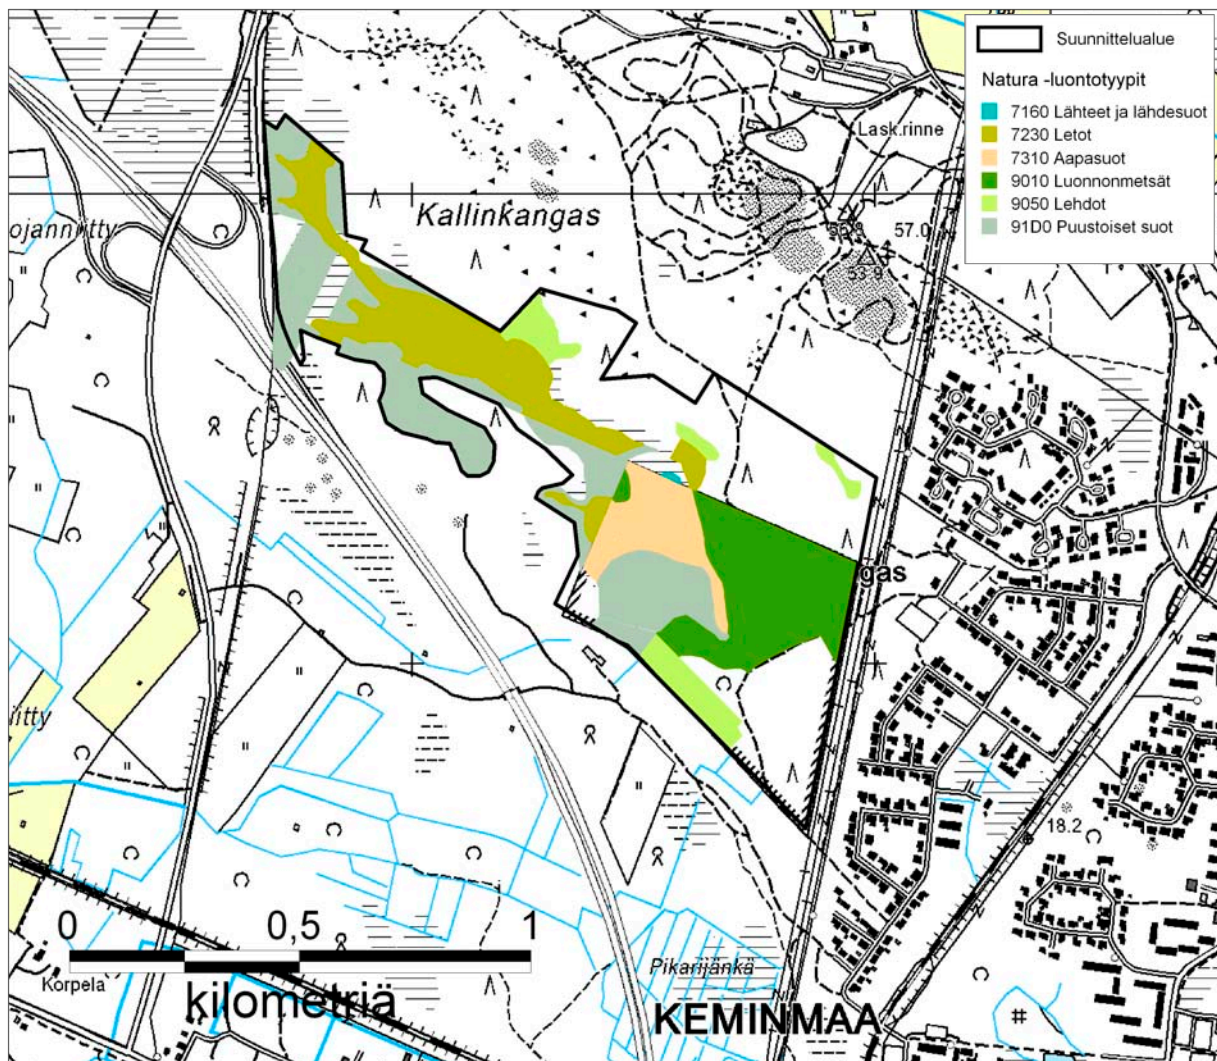 Suunnittelualue
Natura -luontotyypit
7160 Lähteet ja lähdesuot
7230 Letot
7310 Aapasuot
9010 Luonnonmetsät
9050 Lehdot
91D0 Puustoiset suot
Lask.rinne
Kallinkangas
ojanniitty
57.0
53.9
gas
iitty
18.2
0 0,5 1
kilometriä
Korpela
Pikarijänkä
KEMINMAA